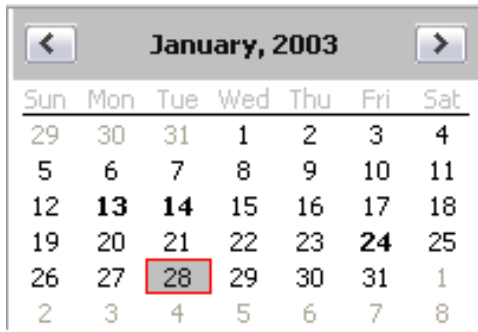 January, 2003
Sun Mon Tue Wed Thu Fri Sat
29 30 31 1 2 3 4
5 6 7 8 9 10 11
12 13 14 15 16 17 18
19 20 21 22 23 24 25
26 27 28 29 30 31 1
2 3 4 5 6 7 8